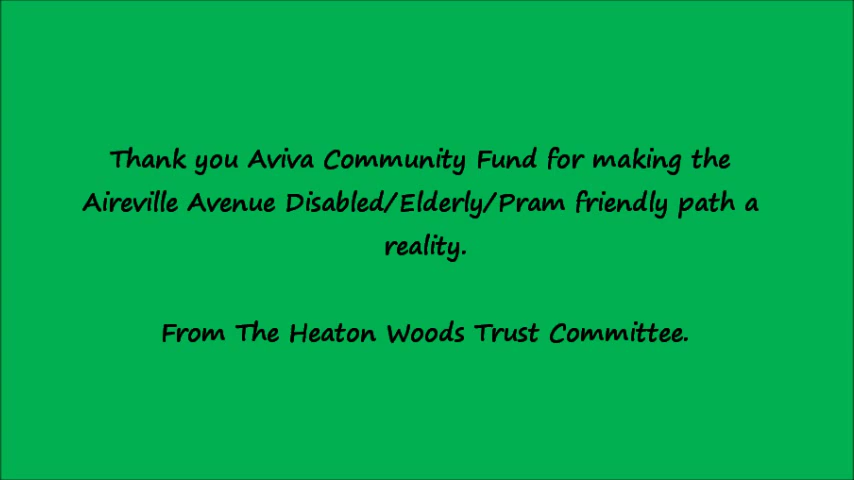 Thank you Aviva Community Fund for making the
Aireville Avenue Disabled/Elderly/Pram friendly path a
reality.
From The Heaton Woods Trust Committee.